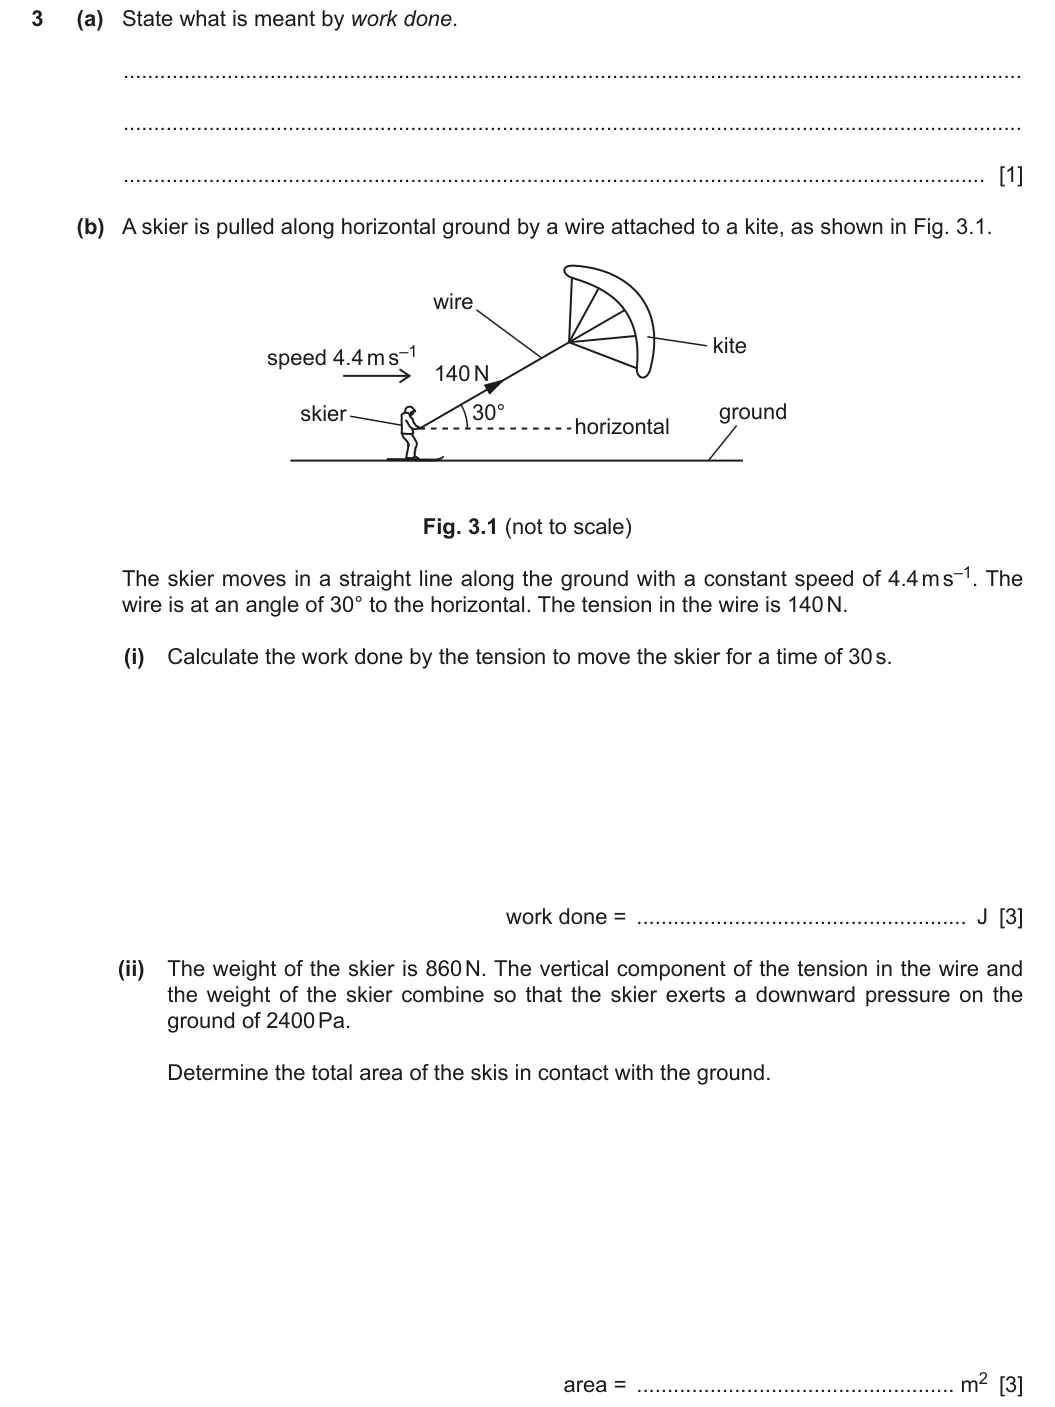 3 (a) State what is meant by work done.
..........
..........
.......... [1]
(b) A skier is pulled along horizontal ground by a wire attached to a kite, as shown in Fig. 3.1.
wire
kite
speed 4.4 m s⁻¹
140 N
skier
30°
horizontal
ground
Fig. 3.1 (not to scale)
The skier moves in a straight line along the ground with a constant speed of 4.4 m s⁻¹. The
wire is at an angle of 30° to the horizontal. The tension in the wire is 140 N.
(i) Calculate the work done by the tension to move the skier for a time of 30 s.
work done = .......... J [3]
(ii) The weight of the skier is 860 N. The vertical component of the tension in the wire and
the weight of the skier combine so that the skier exerts a downward pressure on the
ground of 2400 Pa.
Determine the total area of the skis in contact with the ground.
area = .......... m² [3]